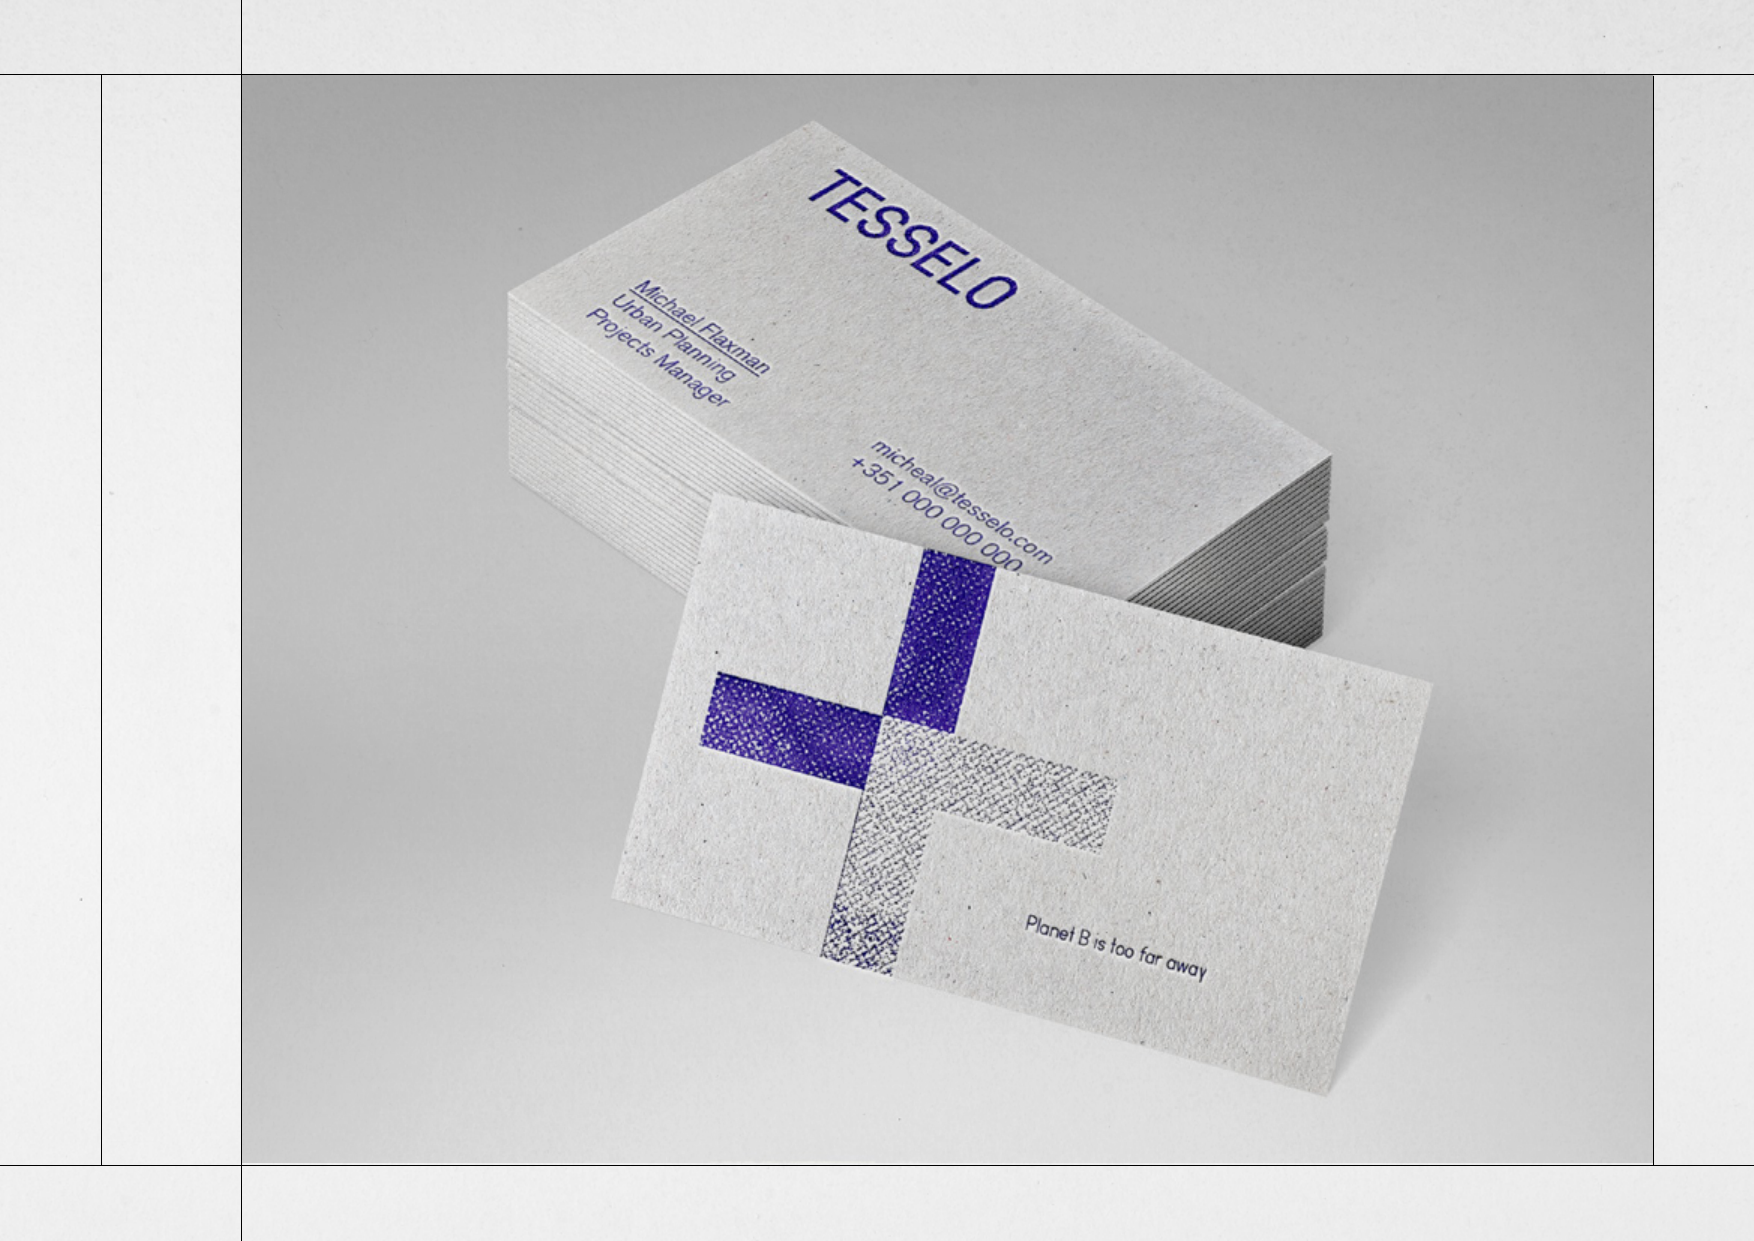 TESSELO
Michael Flaxman
Urban Planning
Projects Manager
micheal@tesselo.com
+351 000 000 000
Planet B is too far away